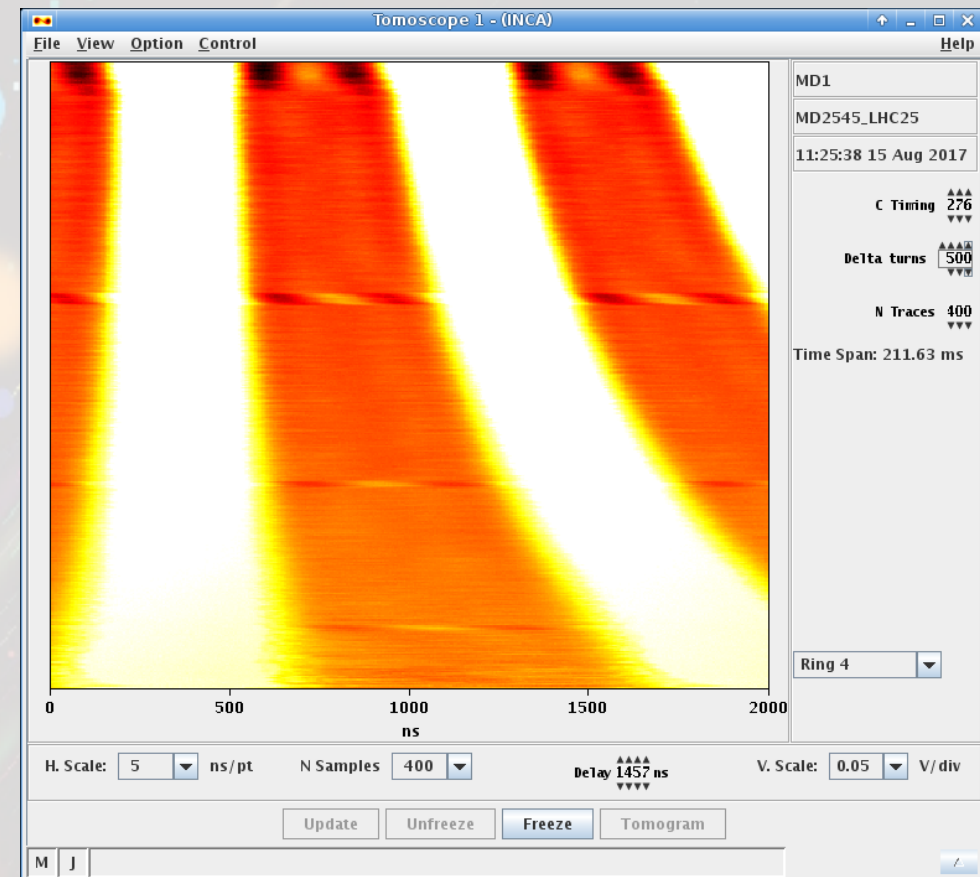 Tomoscope 1 - (INCA)
File View Option Control Help
MD1
MD2545_LHC25
11:25:38 15 Aug 2017
C Timing 276
Delta turns 500
N Traces 400
Time Span: 211.63 ms
Ring 4
0 500 1000 1500 2000
ns
H. Scale: 5 ns/pt N Samples 400 Delay 1457 ns V. Scale: 0.05 V/div
Update Unfreeze Freeze Tomogram
M J